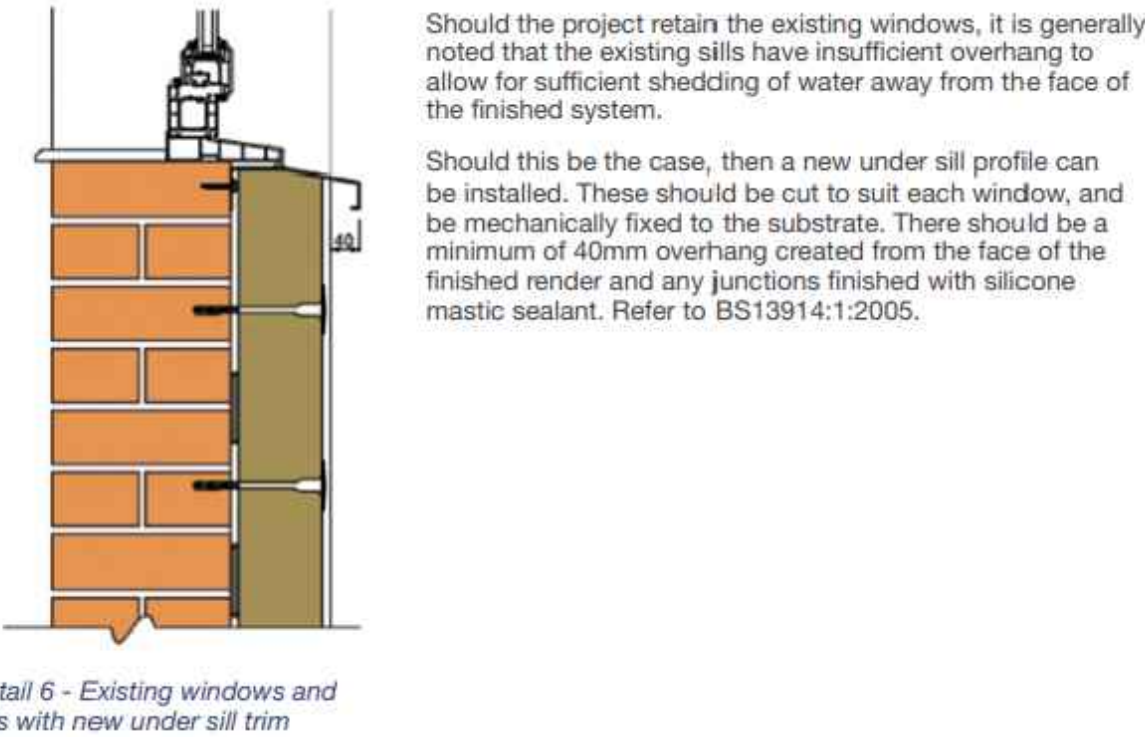 Should the project retain the existing windows, it is generally
noted that the existing sills have insufficient overhang to
allow for sufficient shedding of water away from the face of
the finished system.
Should this be the case, then a new under sill profile can
be installed. These should be cut to suit each window, and
be mechanically fixed to the substrate. There should be a
minimum of 40mm overhang created from the face of the
finished render and any junctions finished with silicone
mastic sealant. Refer to BS13914:1:2005.
40
tail 6 - Existing windows and
s with new under sill trim